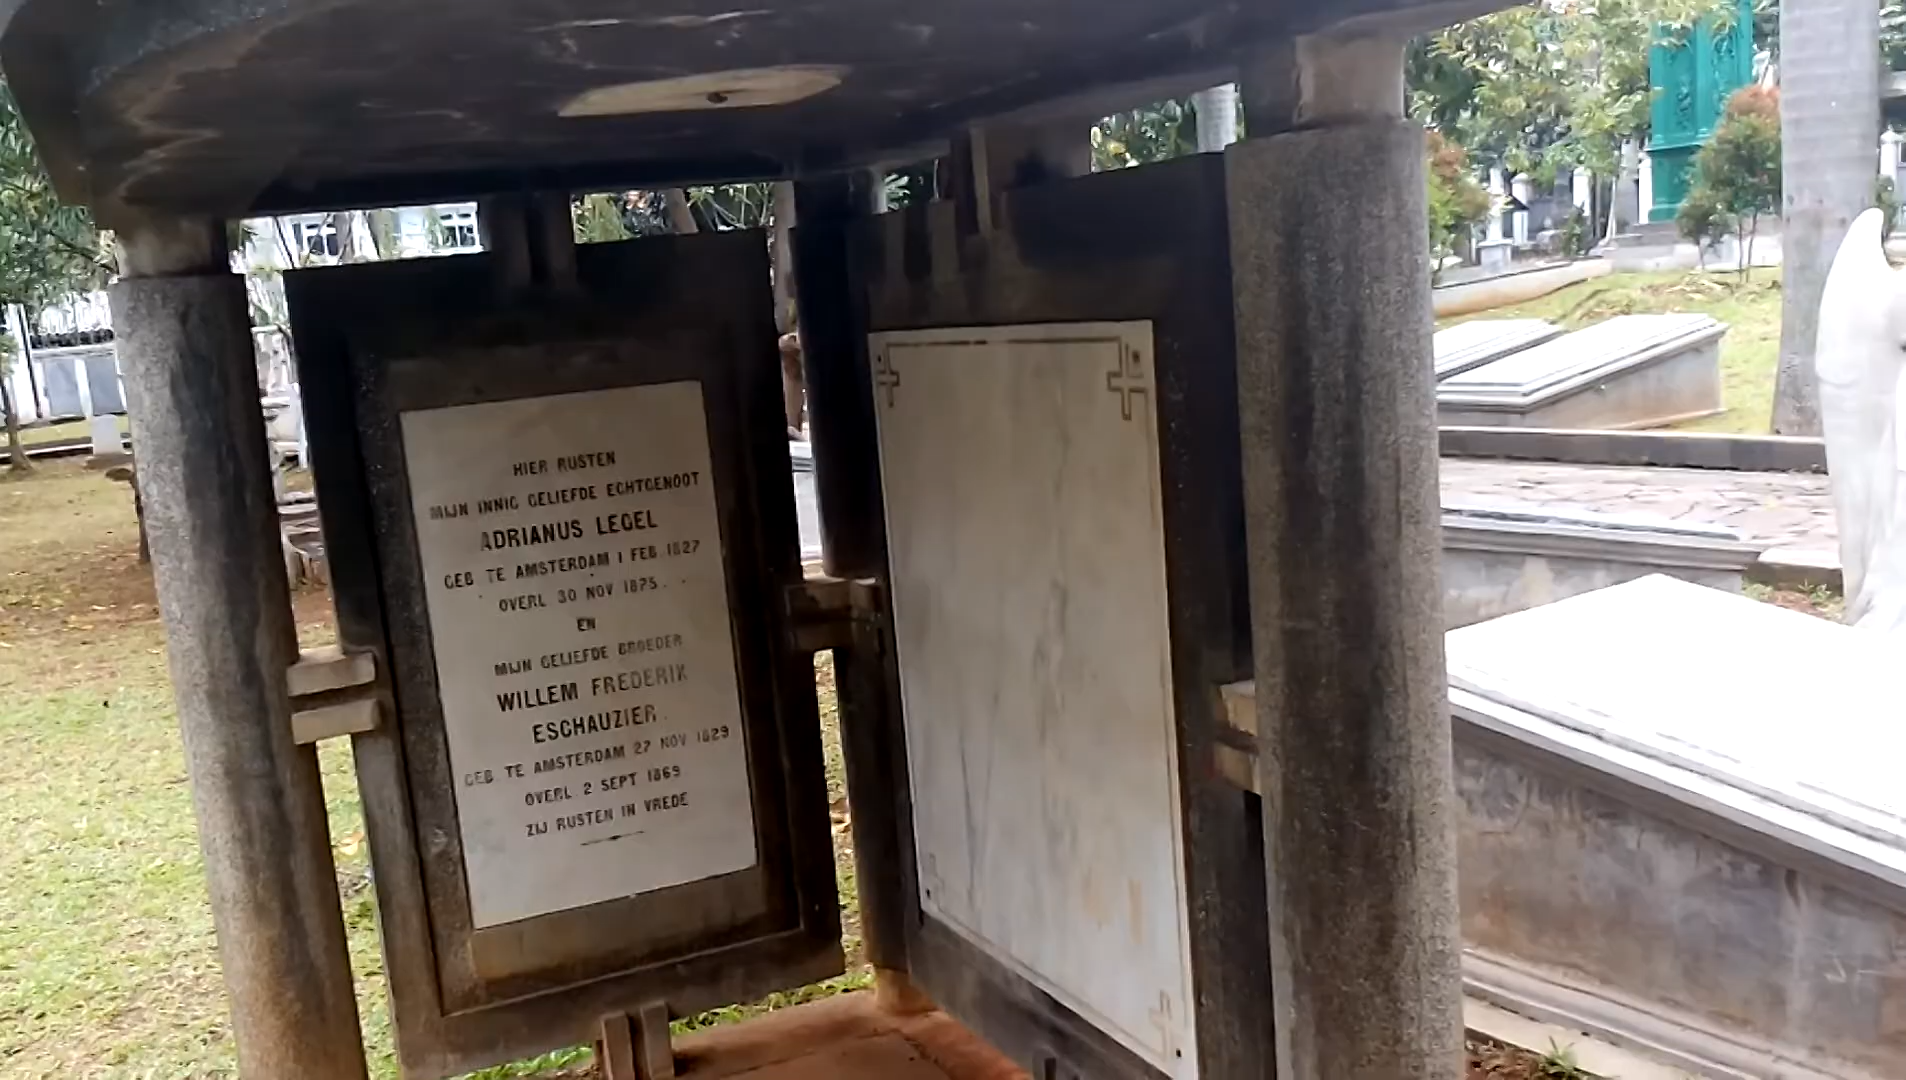 HIER RUSTEN
MIJN INNIG GELIEFDE ECHTGENOOT
ADRIANUS LEGEL
GEB TE AMSTERDAM 1 FEB 1827
OVERL 30 NOV 1875.
EN
MIJN GELIEFDE BROEDER
WILLEM FREDERIK
ESCHAUZIER.
GEB TE AMSTERDAM 27 NOV 1829
OVERL 2 SEPT 1869
ZIJ RUSTEN IN VREDE